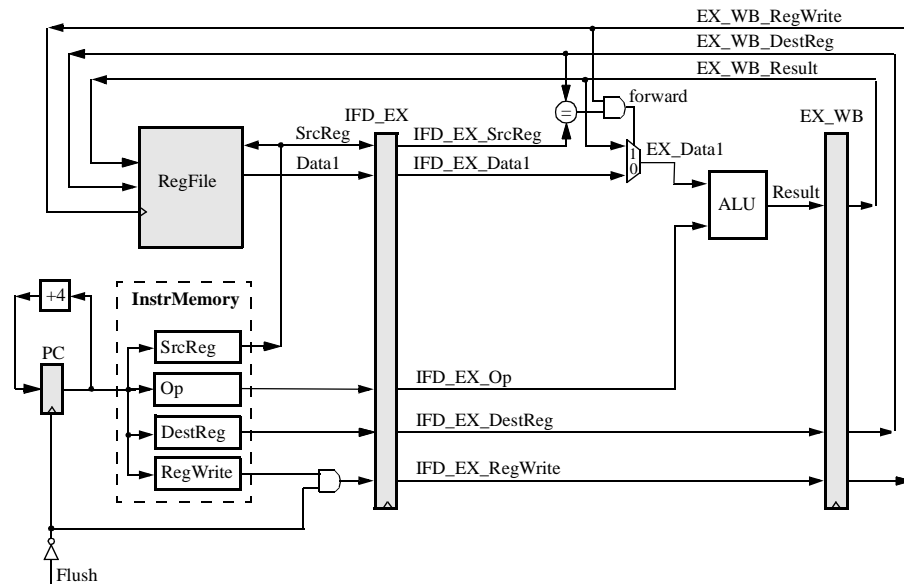 EX_WB_RegWrite
EX_WB_DestReg
EX_WB_Result
forward
IFD_EX
EX_WB
SrcReg
IFD_EX_SrcReg
=
Data1
IFD_EX_Data1
1
0
EX_Data1
RegFile
ALU
Result
+4
InstrMemory
PC
SrcReg
Op
IFD_EX_Op
DestReg
IFD_EX_DestReg
RegWrite
IFD_EX_RegWrite
Flush